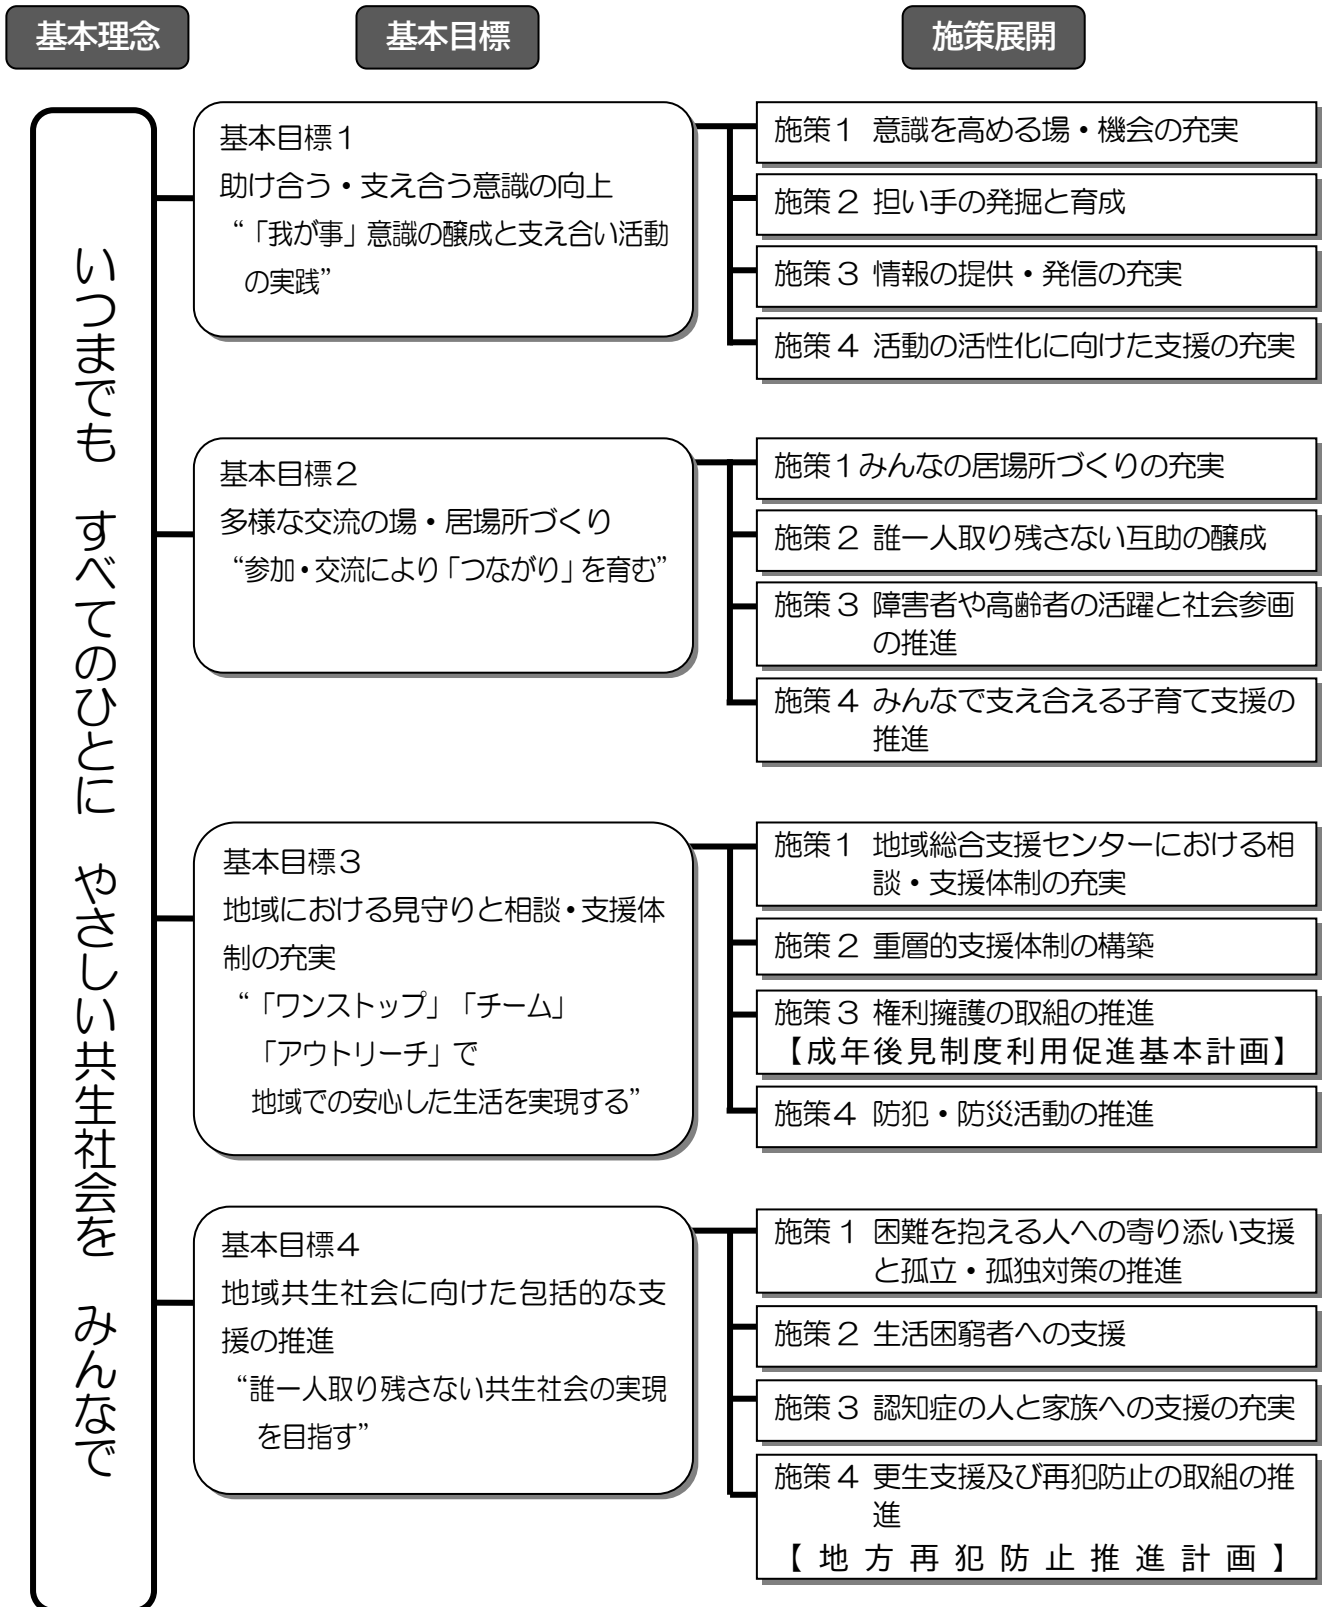 基本理念
基本目標
施策展開
いつまでも　すべてのひとに　やさしい共生社会を　みんなで
基本目標１
助け合う・支え合う意識の向上
“「我が事」意識の醸成と支え合い活動
の実践”
施策１ 意識を高める場・機会の充実
施策２ 担い手の発掘と育成
施策３ 情報の提供・発信の充実
施策４ 活動の活性化に向けた支援の充実
基本目標２
多様な交流の場・居場所づくり
“参加・交流により「つながり」を育む”
施策１みんなの居場所づくりの充実
施策２ 誰一人取り残さない互助の醸成
施策３ 障害者や高齢者の活躍と社会参画
の推進
施策４ みんなで支え合える子育て支援の
推進
基本目標３
地域における見守りと相談・支援体
制の充実
“「ワンストップ」「チーム」
「アウトリーチ」で
地域での安心した生活を実現する”
施策１ 地域総合支援センターにおける相
談・支援体制の充実
施策２ 重層的支援体制の構築
施策３ 権利擁護の取組の推進
【成年後見制度利用促進基本計画】
施策４ 防犯・防災活動の推進
基本目標４
地域共生社会に向けた包括的な支
援の推進
“誰一人取り残さない共生社会の実現
を目指す”
施策１ 困難を抱える人への寄り添い支援
と孤立・孤独対策の推進
施策２ 生活困窮者への支援
施策３ 認知症の人と家族への支援の充実
施策４ 更生支援及び再犯防止の取組の推
進
【地方再犯防止推進計画】